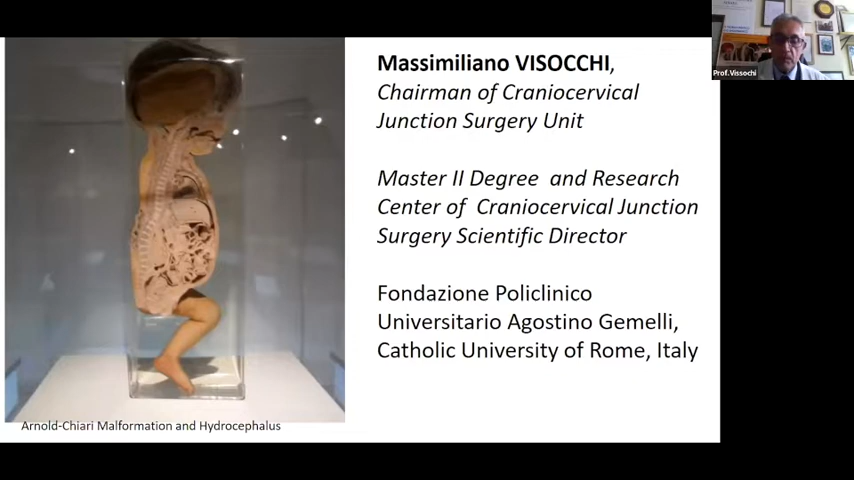 Massimiliano VISOCCHI,
Chairman of Craniocervical
Junction Surgery Unit
Master II Degree and Research
Center of Craniocervical Junction
Surgery Scientific Director
Fondazione Policlinico
Universitario Agostino Gemelli,
Catholic University of Rome, Italy
Arnold-Chiari Malformation and Hydrocephalus
Prof.Vissochi